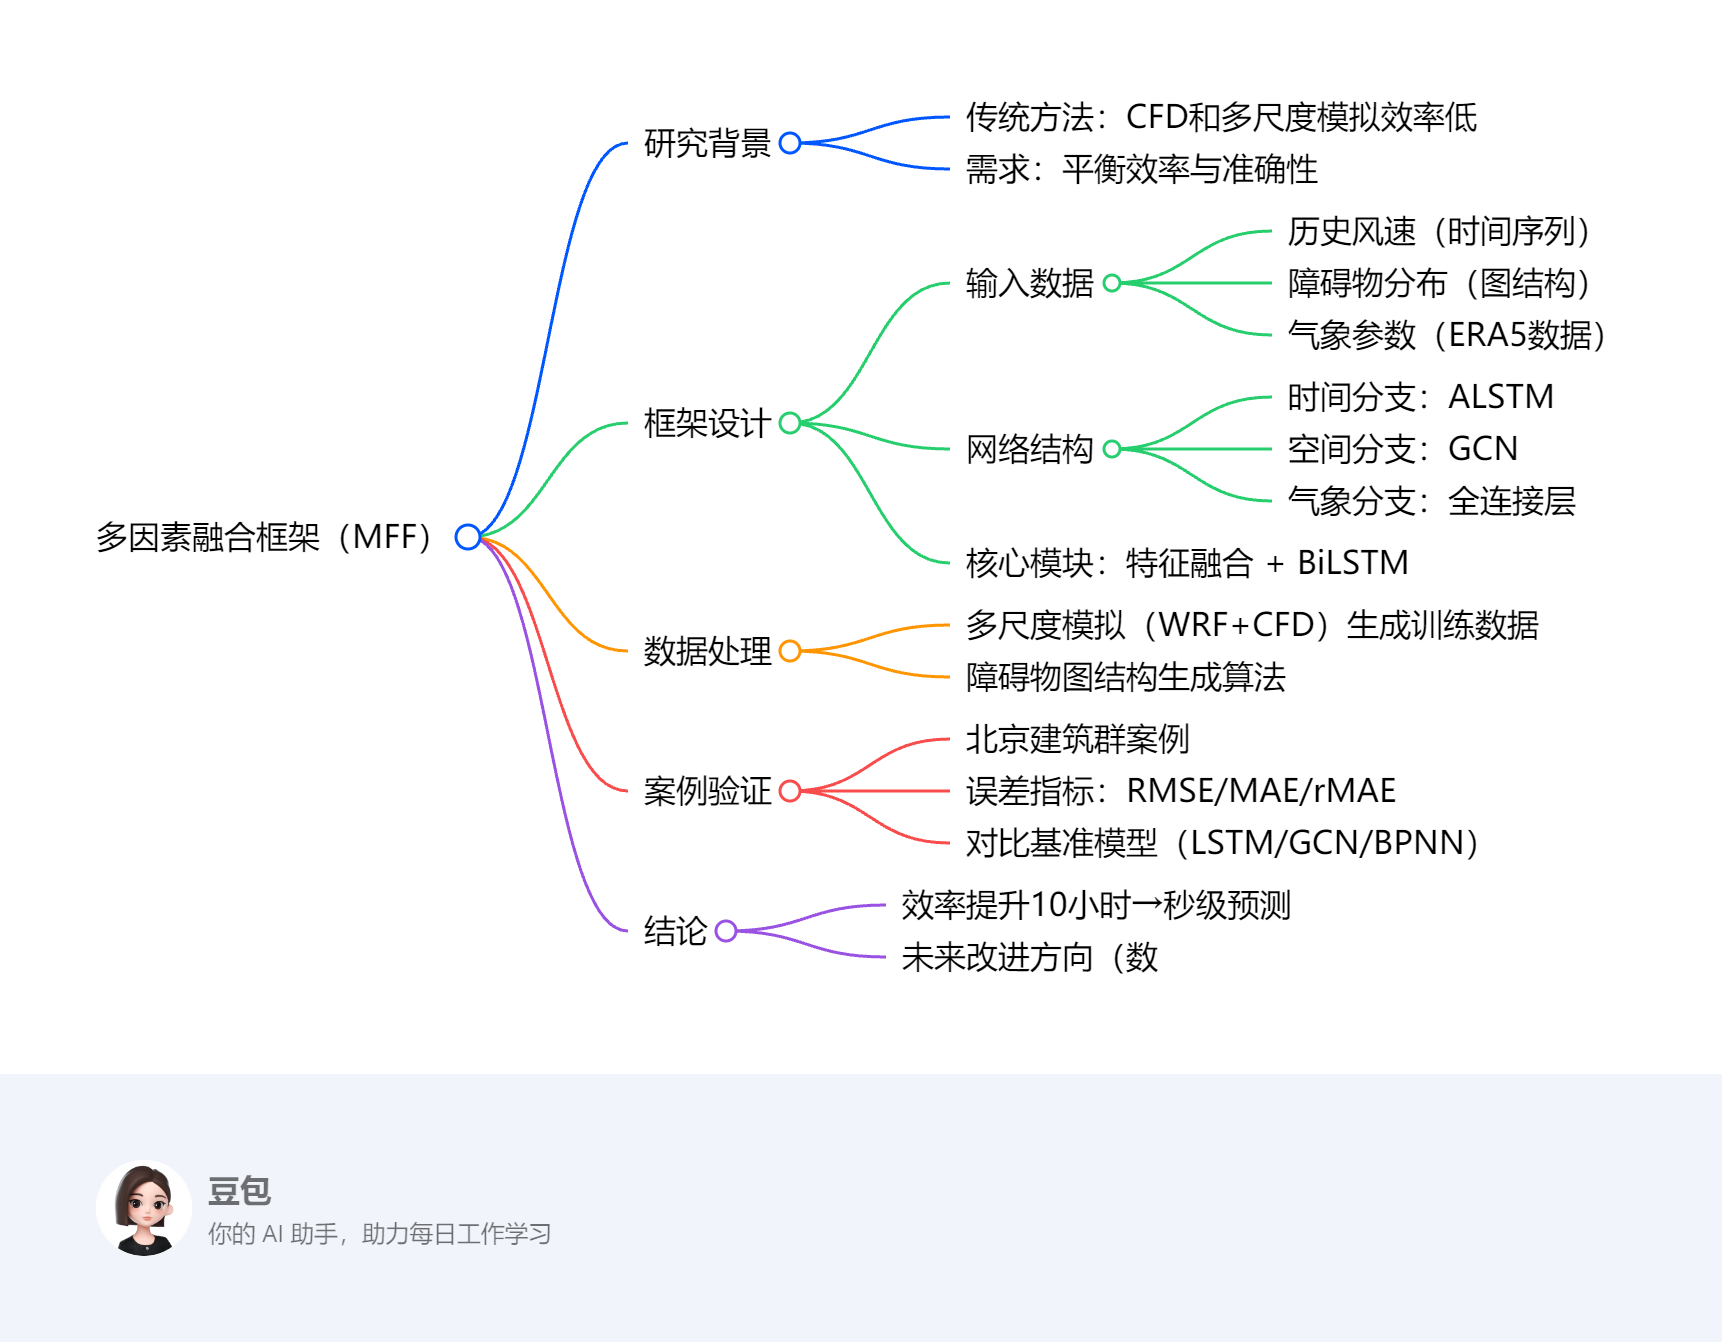 多因素融合框架（MFF）
研究背景
传统方法：CFD和多尺度模拟效率低
需求：平衡效率与准确性
框架设计
输入数据
历史风速（时间序列）
障碍物分布（图结构）
气象参数（ERA5数据）
网络结构
时间分支：ALSTM
空间分支：GCN
气象分支：全连接层
核心模块：特征融合 + BiLSTM
数据处理
多尺度模拟（WRF+CFD）生成训练数据
障碍物图结构生成算法
案例验证
北京建筑群案例
误差指标：RMSE/MAE/rMAE
对比基准模型（LSTM/GCN/BPNN）
结论
效率提升10小时→秒级预测
未来改进方向（数
豆包
你的 AI 助手，助力每日工作学习